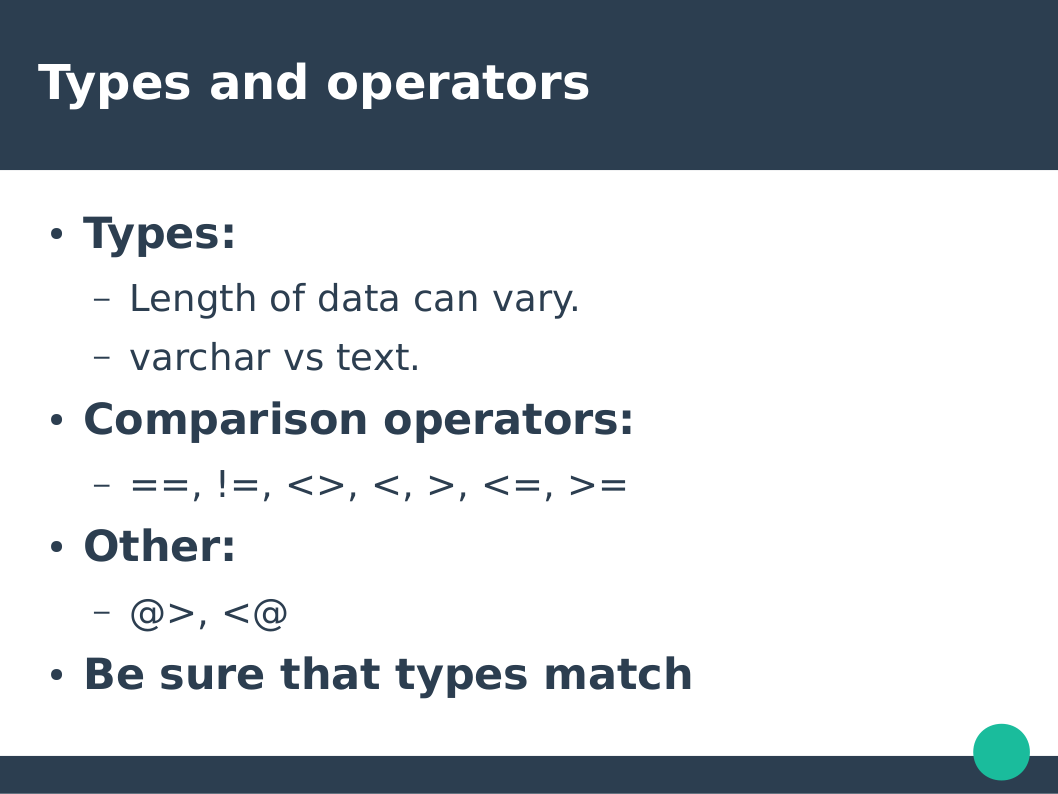 Types and operators
• Types:
– Length of data can vary.
– varchar vs text.
• Comparison operators:
– ==, !=, <>, <, >, <=, >=
• Other:
– @>, <@
• Be sure that types match